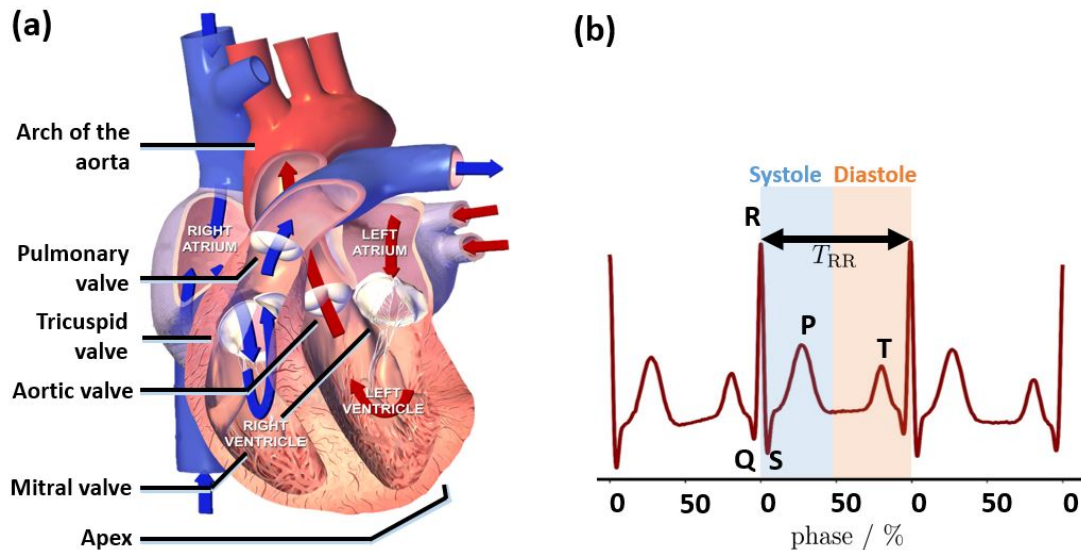 (a)
Arch of the
aorta
Pulmonary
valve
Tricuspid
valve
Aortic valve
Mitral valve
Apex
RIGHT
ATRIUM
LEFT
ATRIUM
LEFT
VENTRICLE
RIGHT
VENTRICLE
(b)
Systole Diastole
R
T_RR
P
T
Q S
0 50 0 50 0 50 0
phase / %